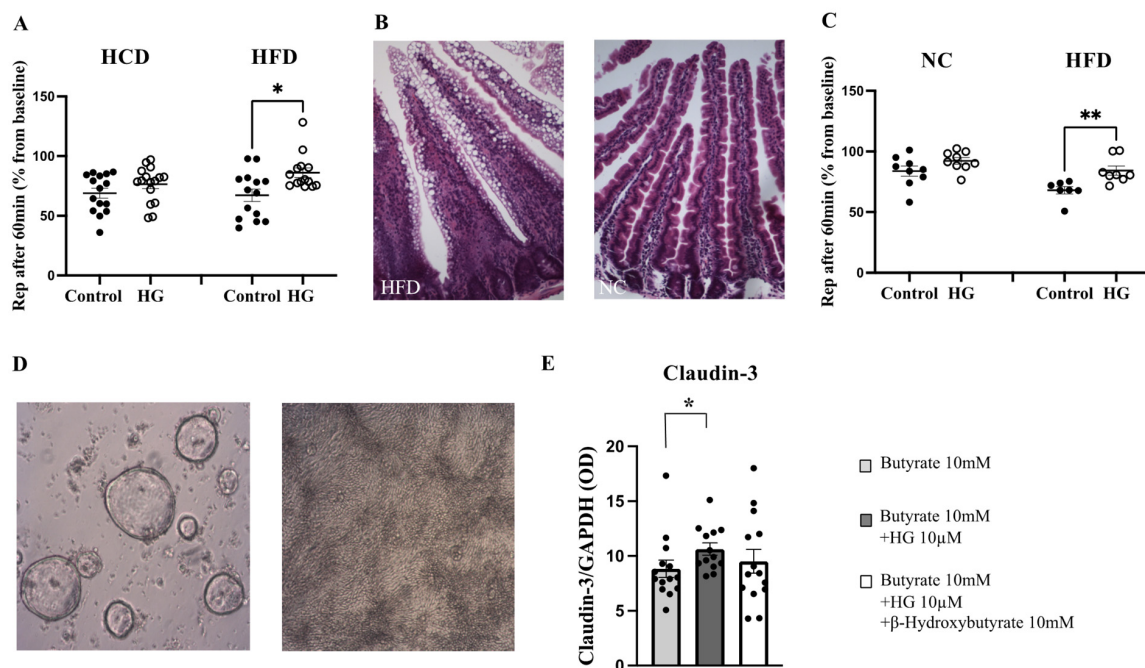 A
HCD
HFD
*
Rep after 60min (% from baseline)
150
100
50
0
Control
HG
Control
HG
B
HFD
NC
C
NC
HFD
**
Rep after 60min (% from baseline)
150
100
50
0
Control
HG
Control
HG
D
E
Claudin-3
*
Claudin-3/GAPDH (OD)
20
15
10
5
0
Butyrate 10mM
Butyrate 10mM
+HG 10µM
Butyrate 10mM
+HG 10µM
+β-Hydroxybutyrate 10mM